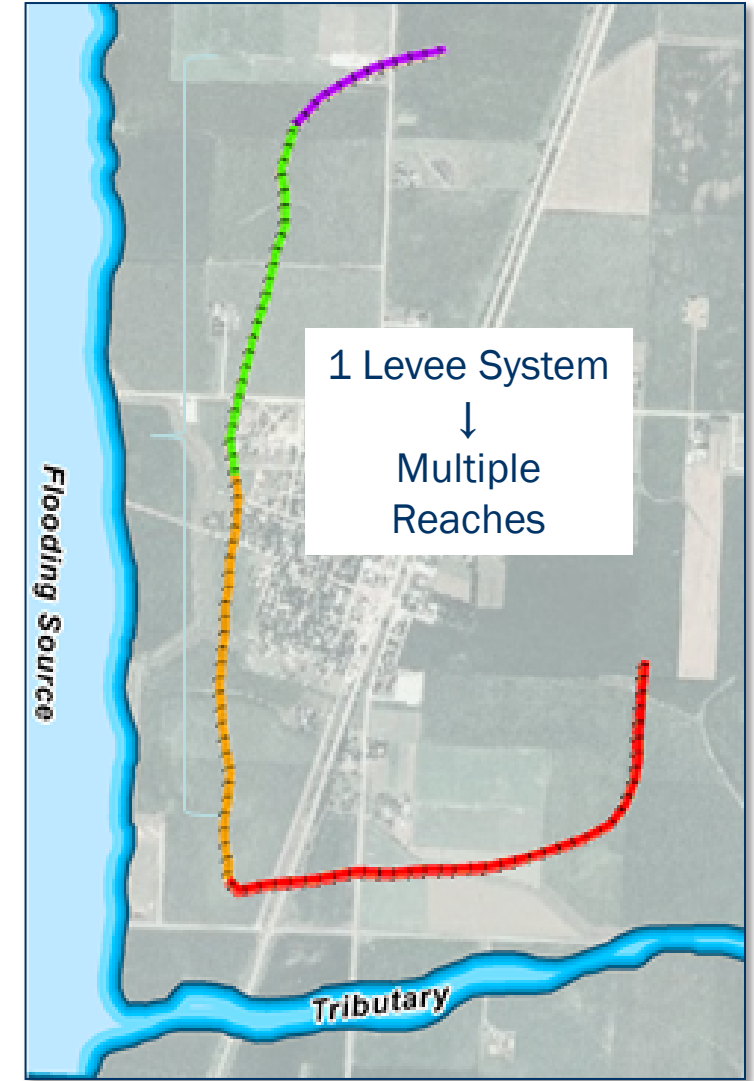 1 Levee System
↓
Multiple
Reaches
Flooding Source
Tributary